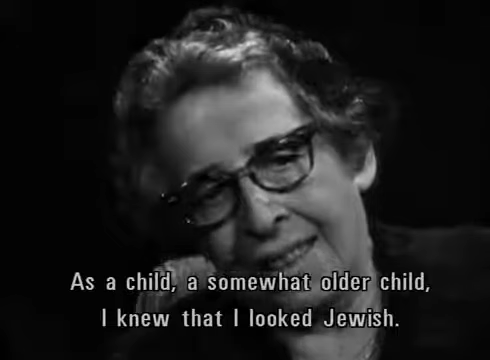 As a child, a somewhat older child,
I knew that I looked Jewish.